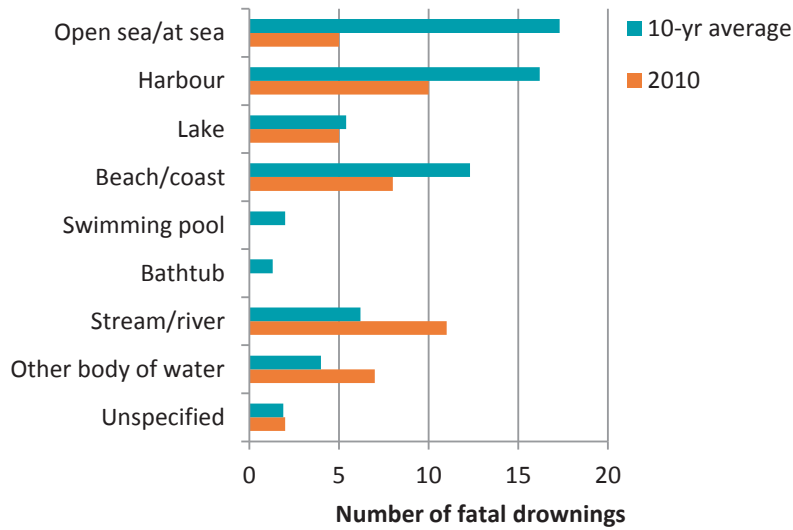 Open sea/at sea
Harbour
Lake
Beach/coast
Swimming pool
Bathtub
Stream/river
Other body of water
Unspecified
0 5 10 15 20
Number of fatal drownings
10-yr average
2010